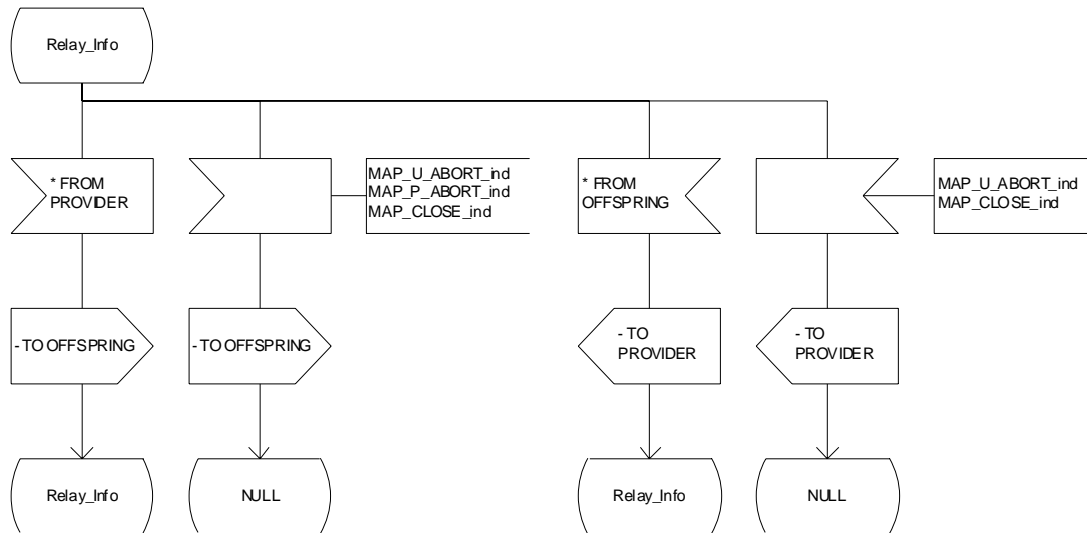 Relay_Info
* FROM
PROVIDER
MAP_U_ABORT_ind
MAP_P_ABORT_ind
MAP_CLOSE_ind
* FROM
OFFSPRING
MAP_U_ABORT_ind
MAP_CLOSE_ind
- TO OFFSPRING
- TO OFFSPRING
- TO
PROVIDER
- TO
PROVIDER
Relay_Info
NULL
Relay_Info
NULL